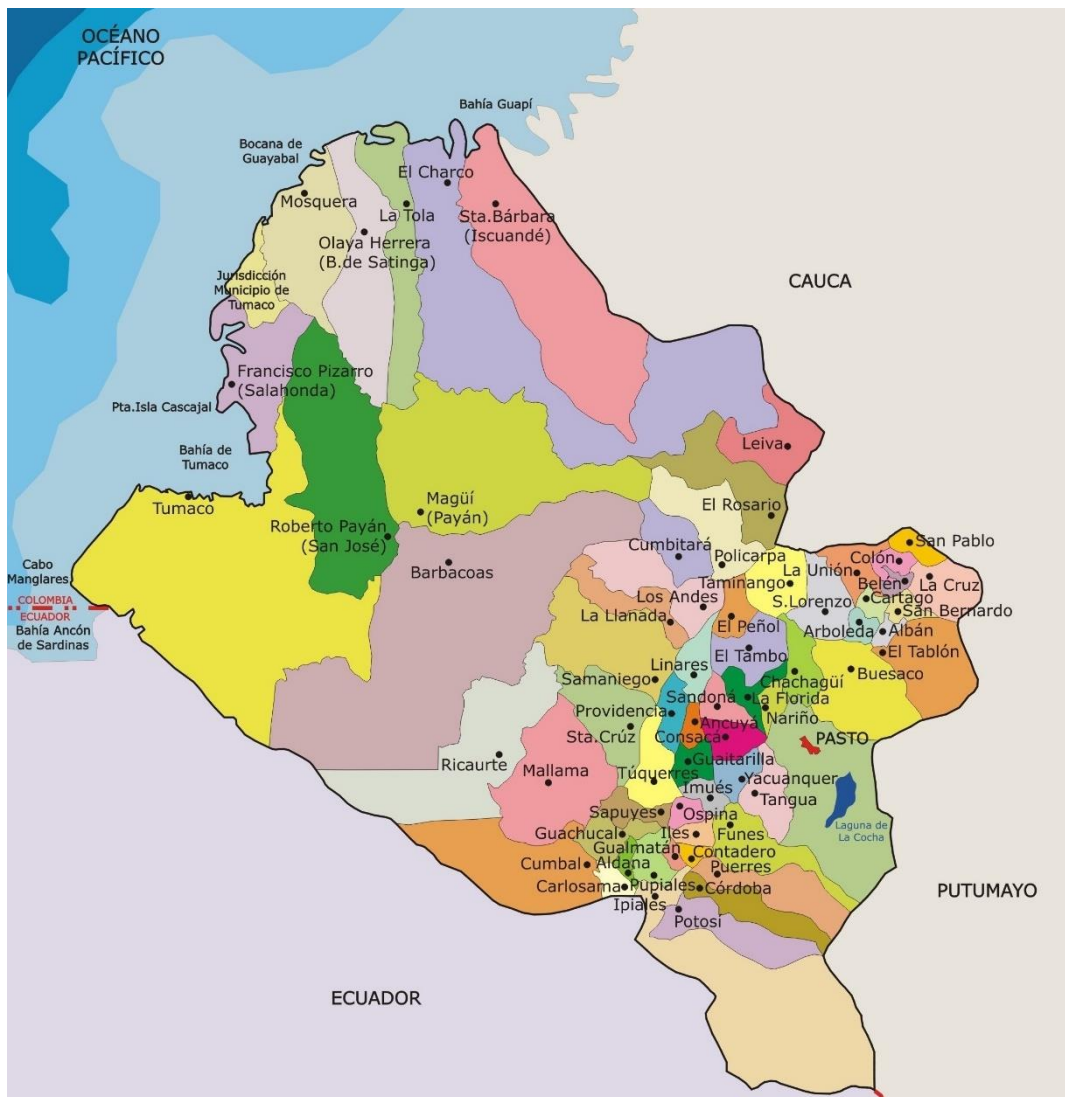 OCÉANO
PACÍFICO
Bahía Guapí
Bocana de
Guayabal
El Charco
Mosquera
La Tola
Sta.Bárbara
(Iscuandé)
Olaya Herrera
(B.de Satinga)
Jurisdicción
Municipio de
Tumaco
CAUCA
Francisco Pizarro
(Salahonda)
Pta.Isla Cascajal
Leiva
Bahía de
Tumaco
Tumaco
Magüí
(Payán)
El Rosario
Roberto Payán
(San José)
San Pablo
Cumbitará
Policarpa
Colón
La Unión
Cabo
Manglares
Barbacoas
Taminango
Belén
La Cruz
COLOMBIA
ECUADOR
Bahía Ancón
de Sardinas
Los Andes
S.Lorenzo
Cartago
San Bernardo
La Llanada
El Peñol
Arboleda
Albán
El Tambo
El Tablón
Linares
Samaniego
Chachagüí
Buesaco
Sandoná
La Florida
Providencia
Nariño
Ancuyá
Sta.Crúz
Consacá
PASTO
Ricaurte
Guaitarilla
Mallama
Túquerres
Yacuanquer
Imués
Tangua
Sapuyes
Ospina
Laguna de
La Cocha
Guachucal
Iles
Funes
Gualmatán
Contadero
Cumbal
Aldana
Puerres
Carlosama
Pupiales
Córdoba
PUTUMAYO
Ipiales
Potosí
ECUADOR